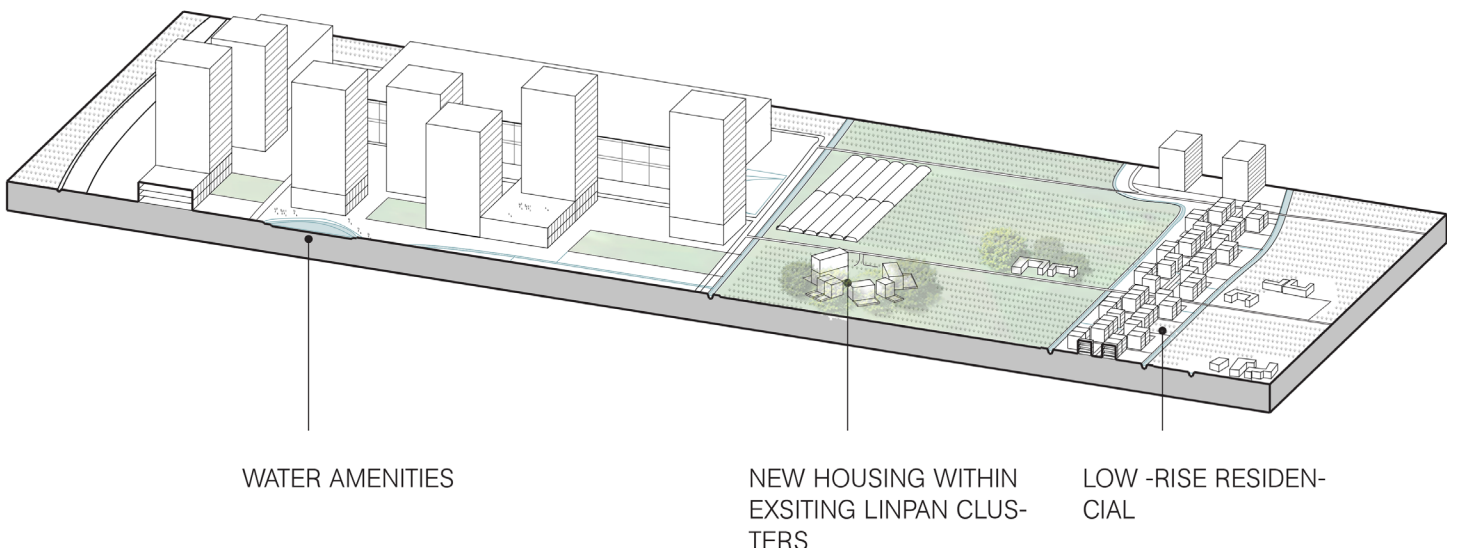 WATER AMENITIES
NEW HOUSING WITHIN
EXSITING LINPAN CLUS-
TERS
LOW -RISE RESIDEN-
CIAL